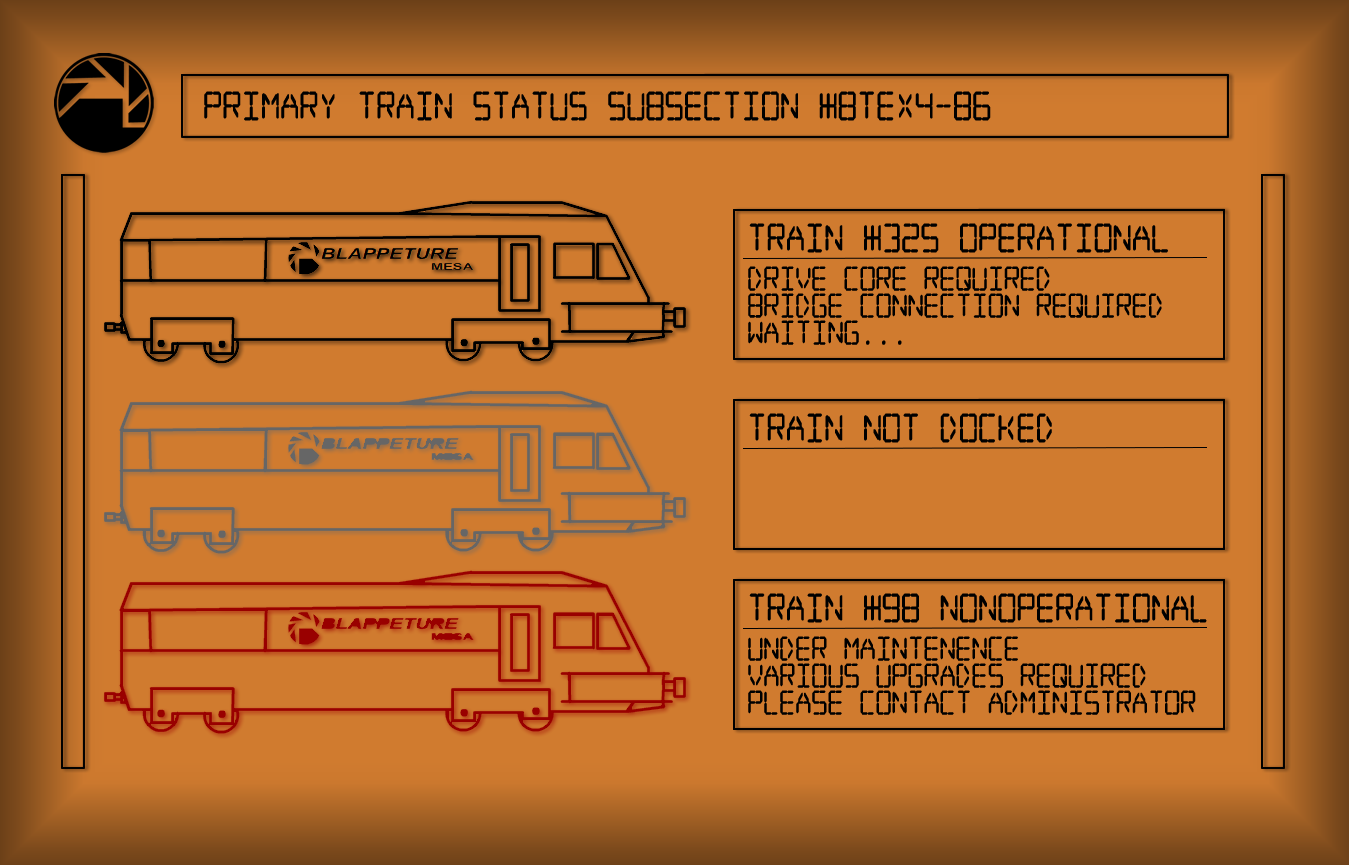 PRIMARY TRAIN STATUS SUBSECTION #8TEX4-86
BLAPPETURE
MESA
TRAIN #325 OPERATIONAL
DRIVE CORE REQUIRED
BRIDGE CONNECTION REQUIRED
WAITING...
BLAPPETURE
MESA
TRAIN NOT DOCKED
BLAPPETURE
MESA
TRAIN #98 NONOPERATIONAL
UNDER MAINTENENCE
VARIOUS UPGRADES REQUIRED
PLEASE CONTACT ADMINISTRATOR